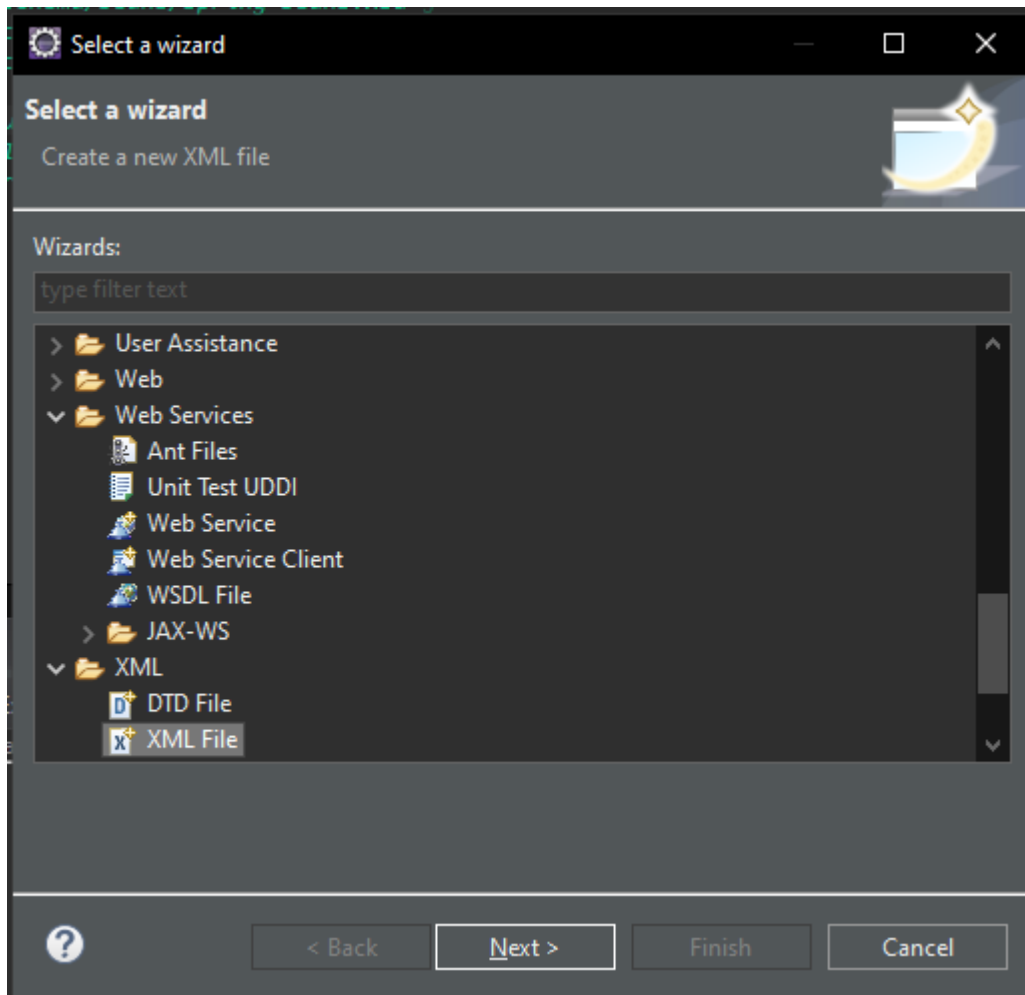 Select a wizard
Select a wizard
Create a new XML file
Wizards:
type filter text
User Assistance
Web
Web Services
Ant Files
Unit Test UDDI
Web Service
Web Service Client
WSDL File
JAX-WS
XML
DTD File
XML File
< Back
Next >
Finish
Cancel